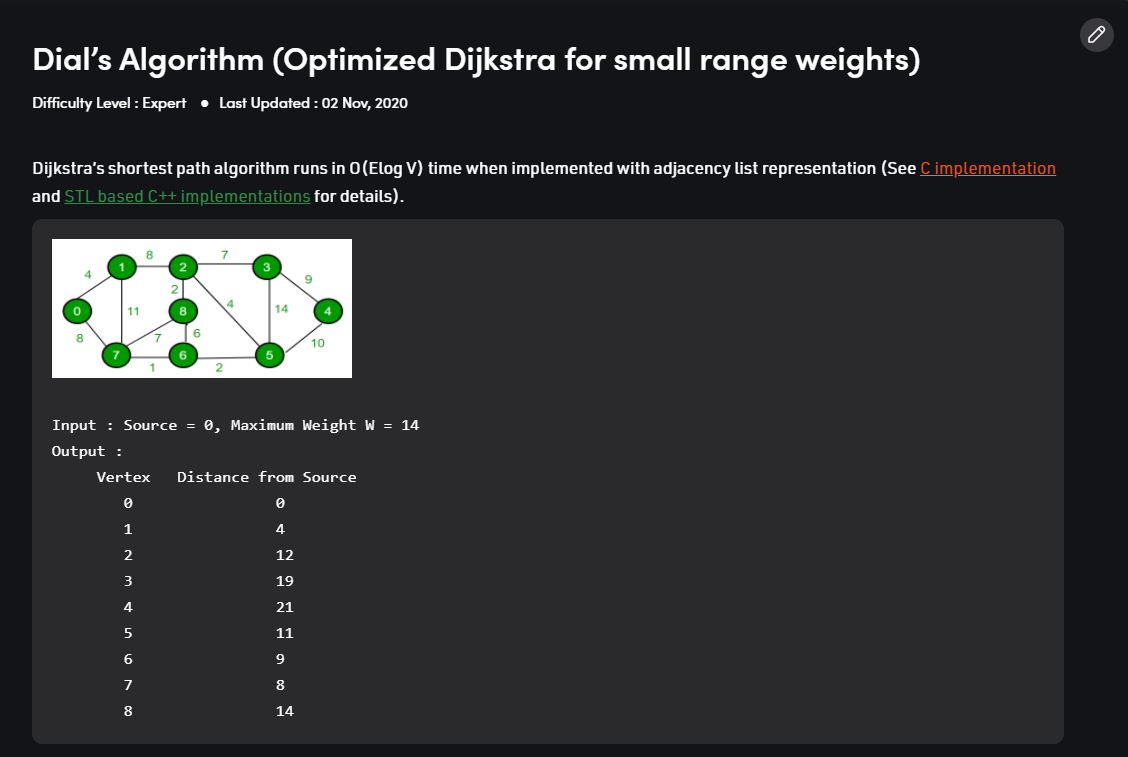 Dial’s Algorithm (Optimized Dijkstra for small range weights)
Difficulty Level : Expert ● Last Updated : 02 Nov, 2020
Dijkstra’s shortest path algorithm runs in O(Elog V) time when implemented with adjacency list representation (See C implementation
and STL based C++ implementations for details).
8 7
1 2 3
4 2 9
0 11 8 4 14 4
8 7 6 10
7 6 5
1 2
Input : Source = 0, Maximum Weight W = 14
Output :
Vertex Distance from Source
0 0
1 4
2 12
3 19
4 21
5 11
6 9
7 8
8 14